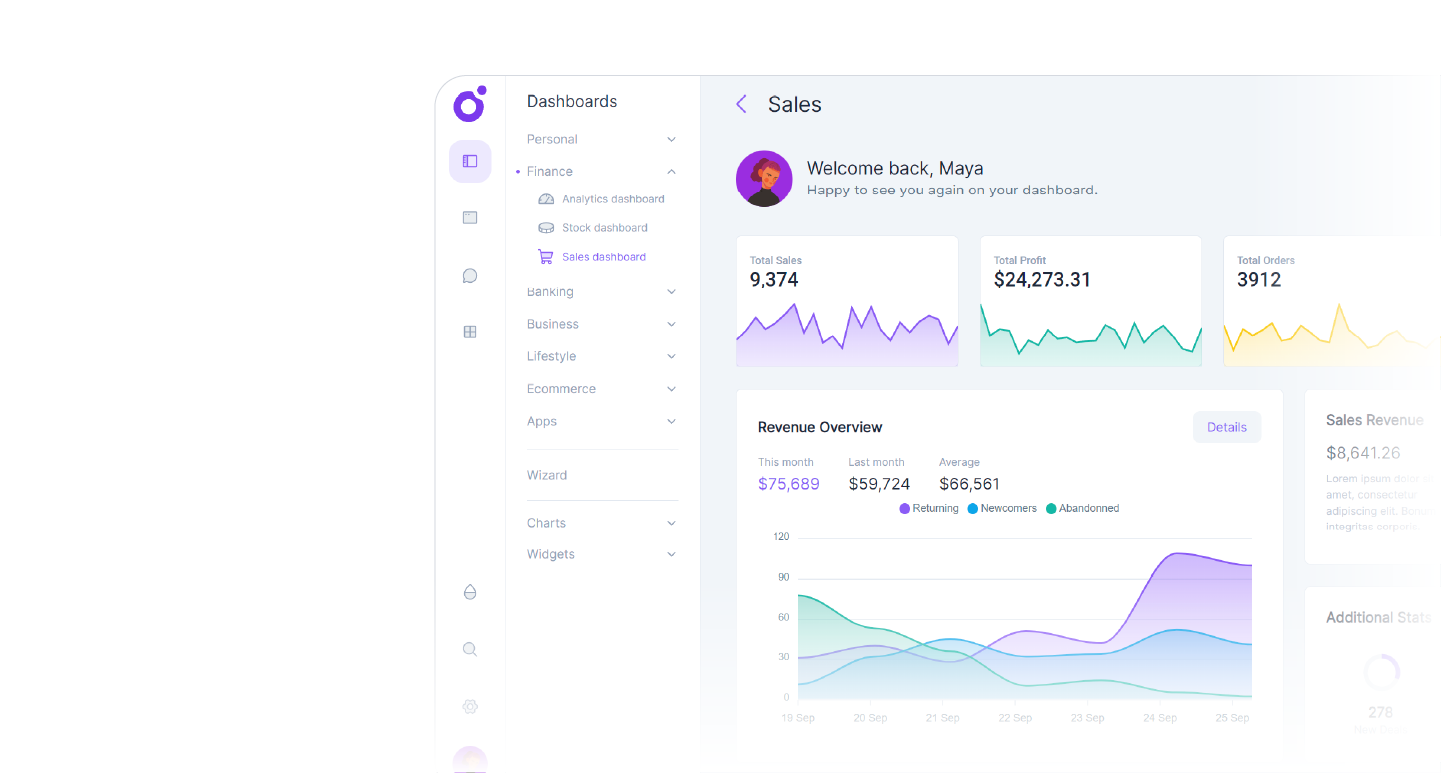 Dashboards
Personal
Finance
Analytics dashboard
Stock dashboard
Sales dashboard
Banking
Business
Lifestyle
Ecommerce
Apps
Wizard
Charts
Widgets
Sales
Welcome back, Maya
Happy to see you again on your dashboard.
Total Sales
9,374
Total Profit
$24,273.31
Total Orders
3912
Revenue Overview
Details
This month
Last month
Average
$75,689
$59,724
$66,561
Returning
Newcomers
Abandonned
120
90
60
30
0
19 Sep
20 Sep
21 Sep
22 Sep
23 Sep
24 Sep
25 Sep
Sales Revenue
$8,641.26
Lorem ipsum dolor
amet, consectetur
adipiscing elit.
integritas corporis.
Additional Stats
278